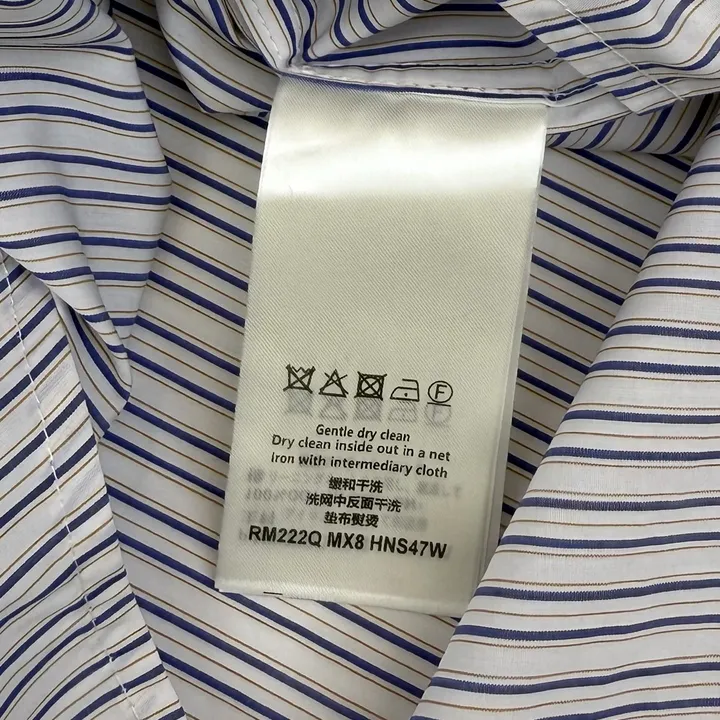 F
Gentle dry clean
Dry clean inside out in a net
Iron with intermediary cloth
缓和干洗
洗网中反面干洗
垫布熨烫
RM222Q MX8 HNS47W